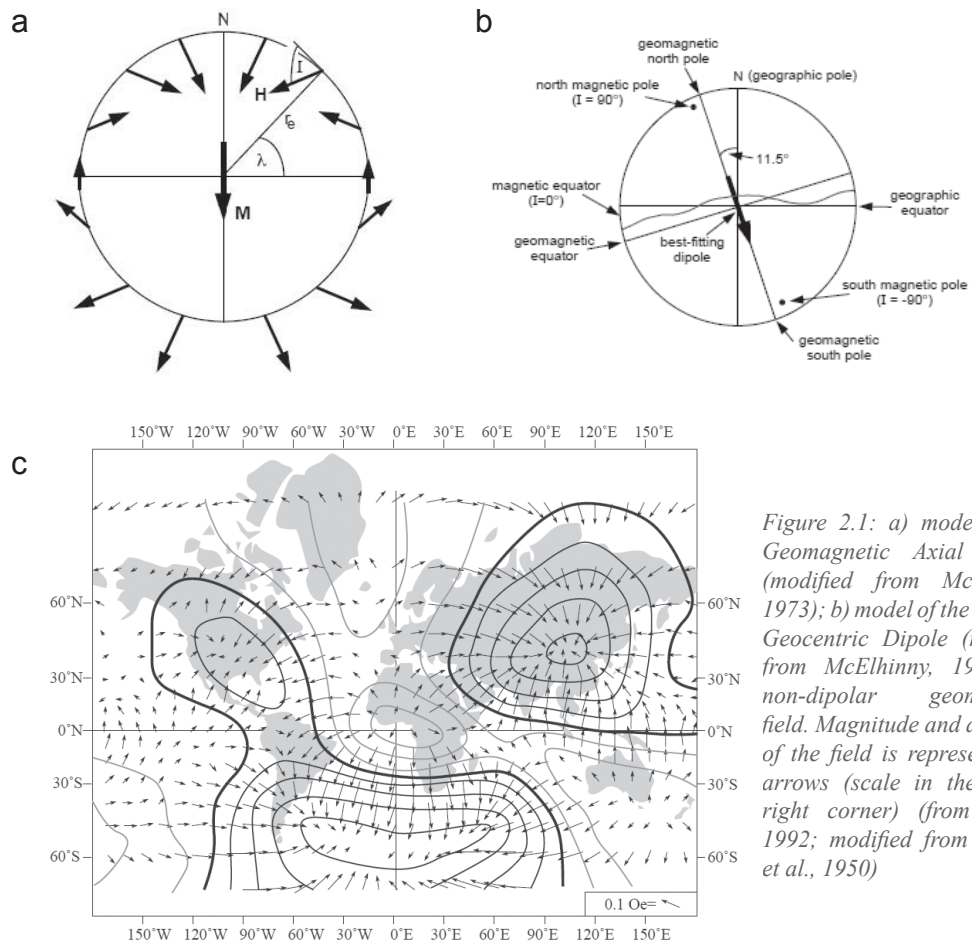 a
N
I
H
r_e
λ
M
b
geomagnetic
north pole
N (geographic pole)
north magnetic pole
(I = 90°)
11.5°
magnetic equator
(I=0°)
geographic
equator
geomagnetic
equator
best-fitting
dipole
south magnetic pole
(I = -90°)
geomagnetic
south pole
c
150˚W 120˚W 90˚W 60˚W 30˚W 0˚E 30˚E 60˚E 90˚E 120˚E 150˚E
60˚N 60˚N
30˚N 30˚N
0˚N 0˚N
30˚S 30˚S
60˚S 60˚S
0.1 Oe=
150˚W 120˚W 90˚W 60˚W 30˚W 0˚E 30˚E 60˚E 90˚E 120˚E 150˚E
Figure 2.1: a) mode
Geomagnetic Axial
(modified from Mc
1973); b) model of the
Geocentric Dipole (
from McElhinny, 19
non-dipolar geom
field. Magnitude and
of the field is represe
arrows (scale in the
right corner) (from
1992; modified from
et al., 1950)